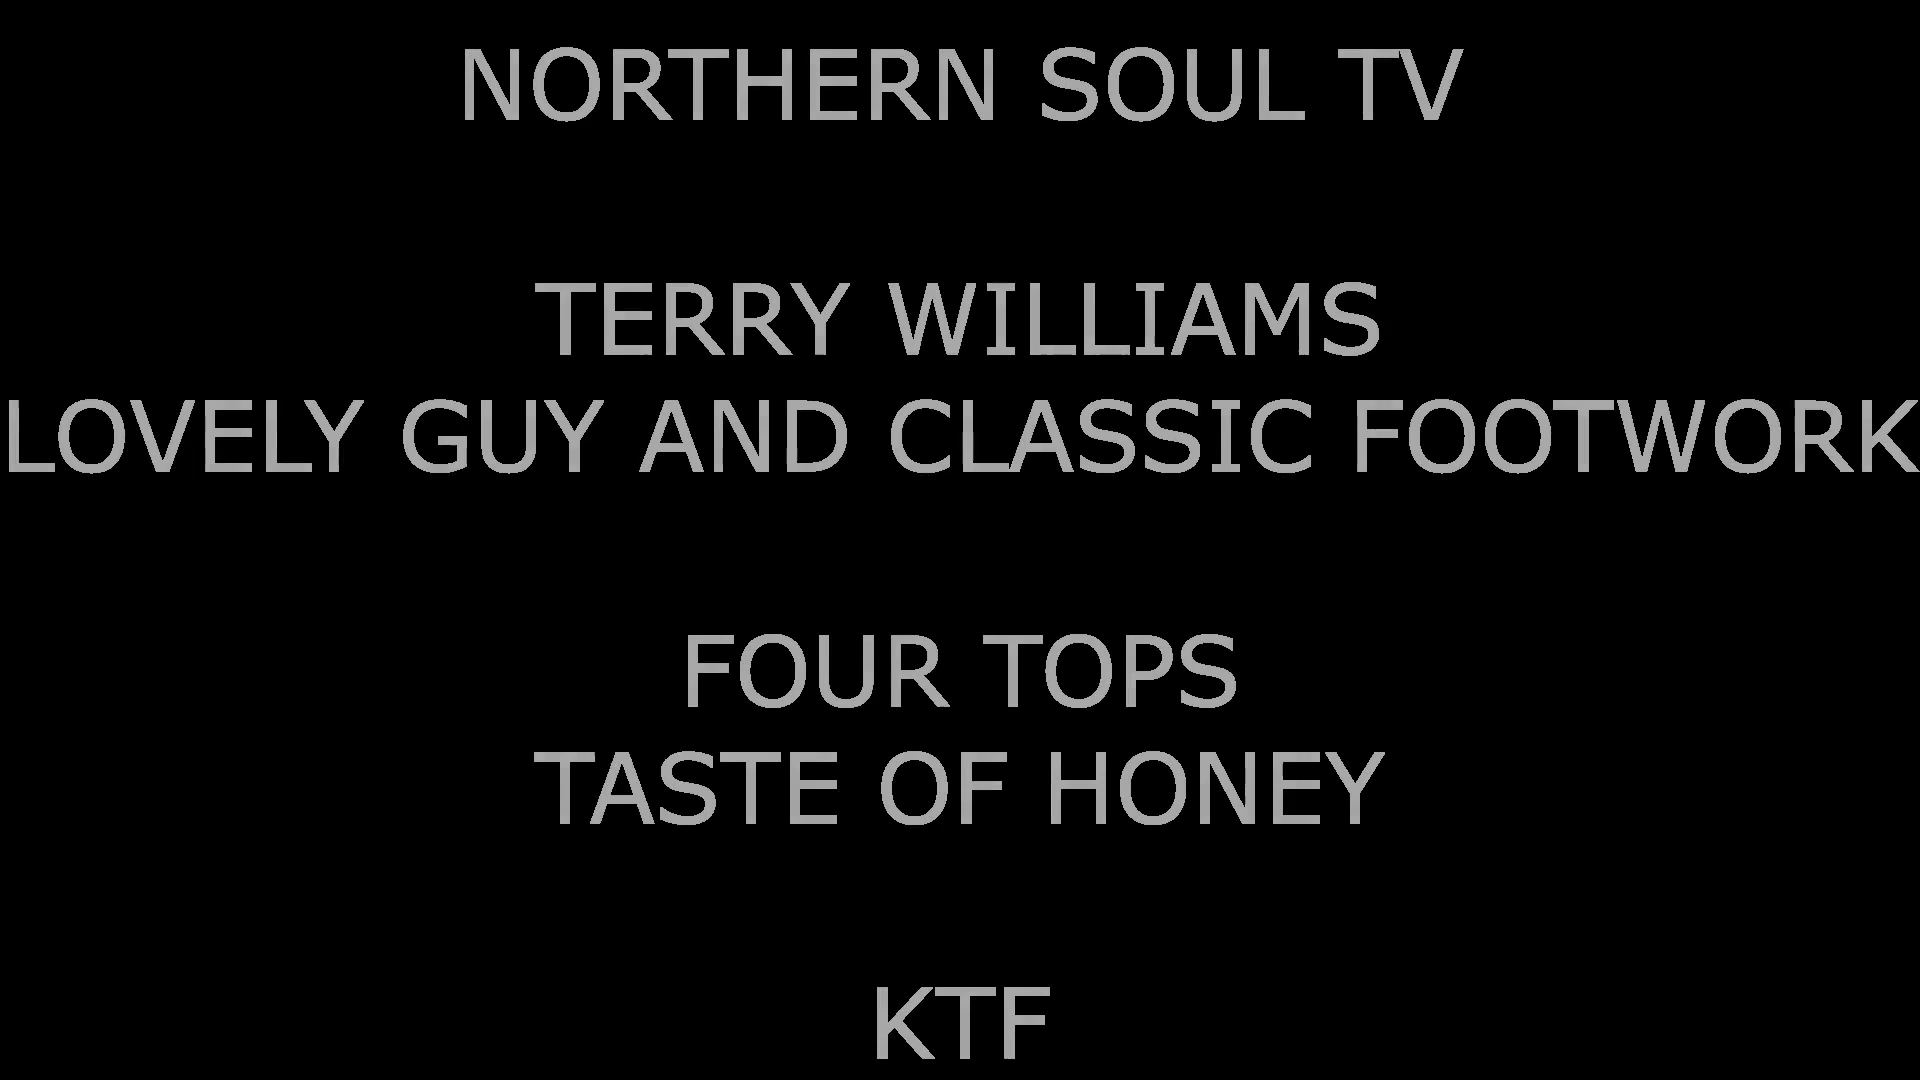 NORTHERN SOUL TV
TERRY WILLIAMS
LOVELY GUY AND CLASSIC FOOTWORK
FOUR TOPS
TASTE OF HONEY
KTF